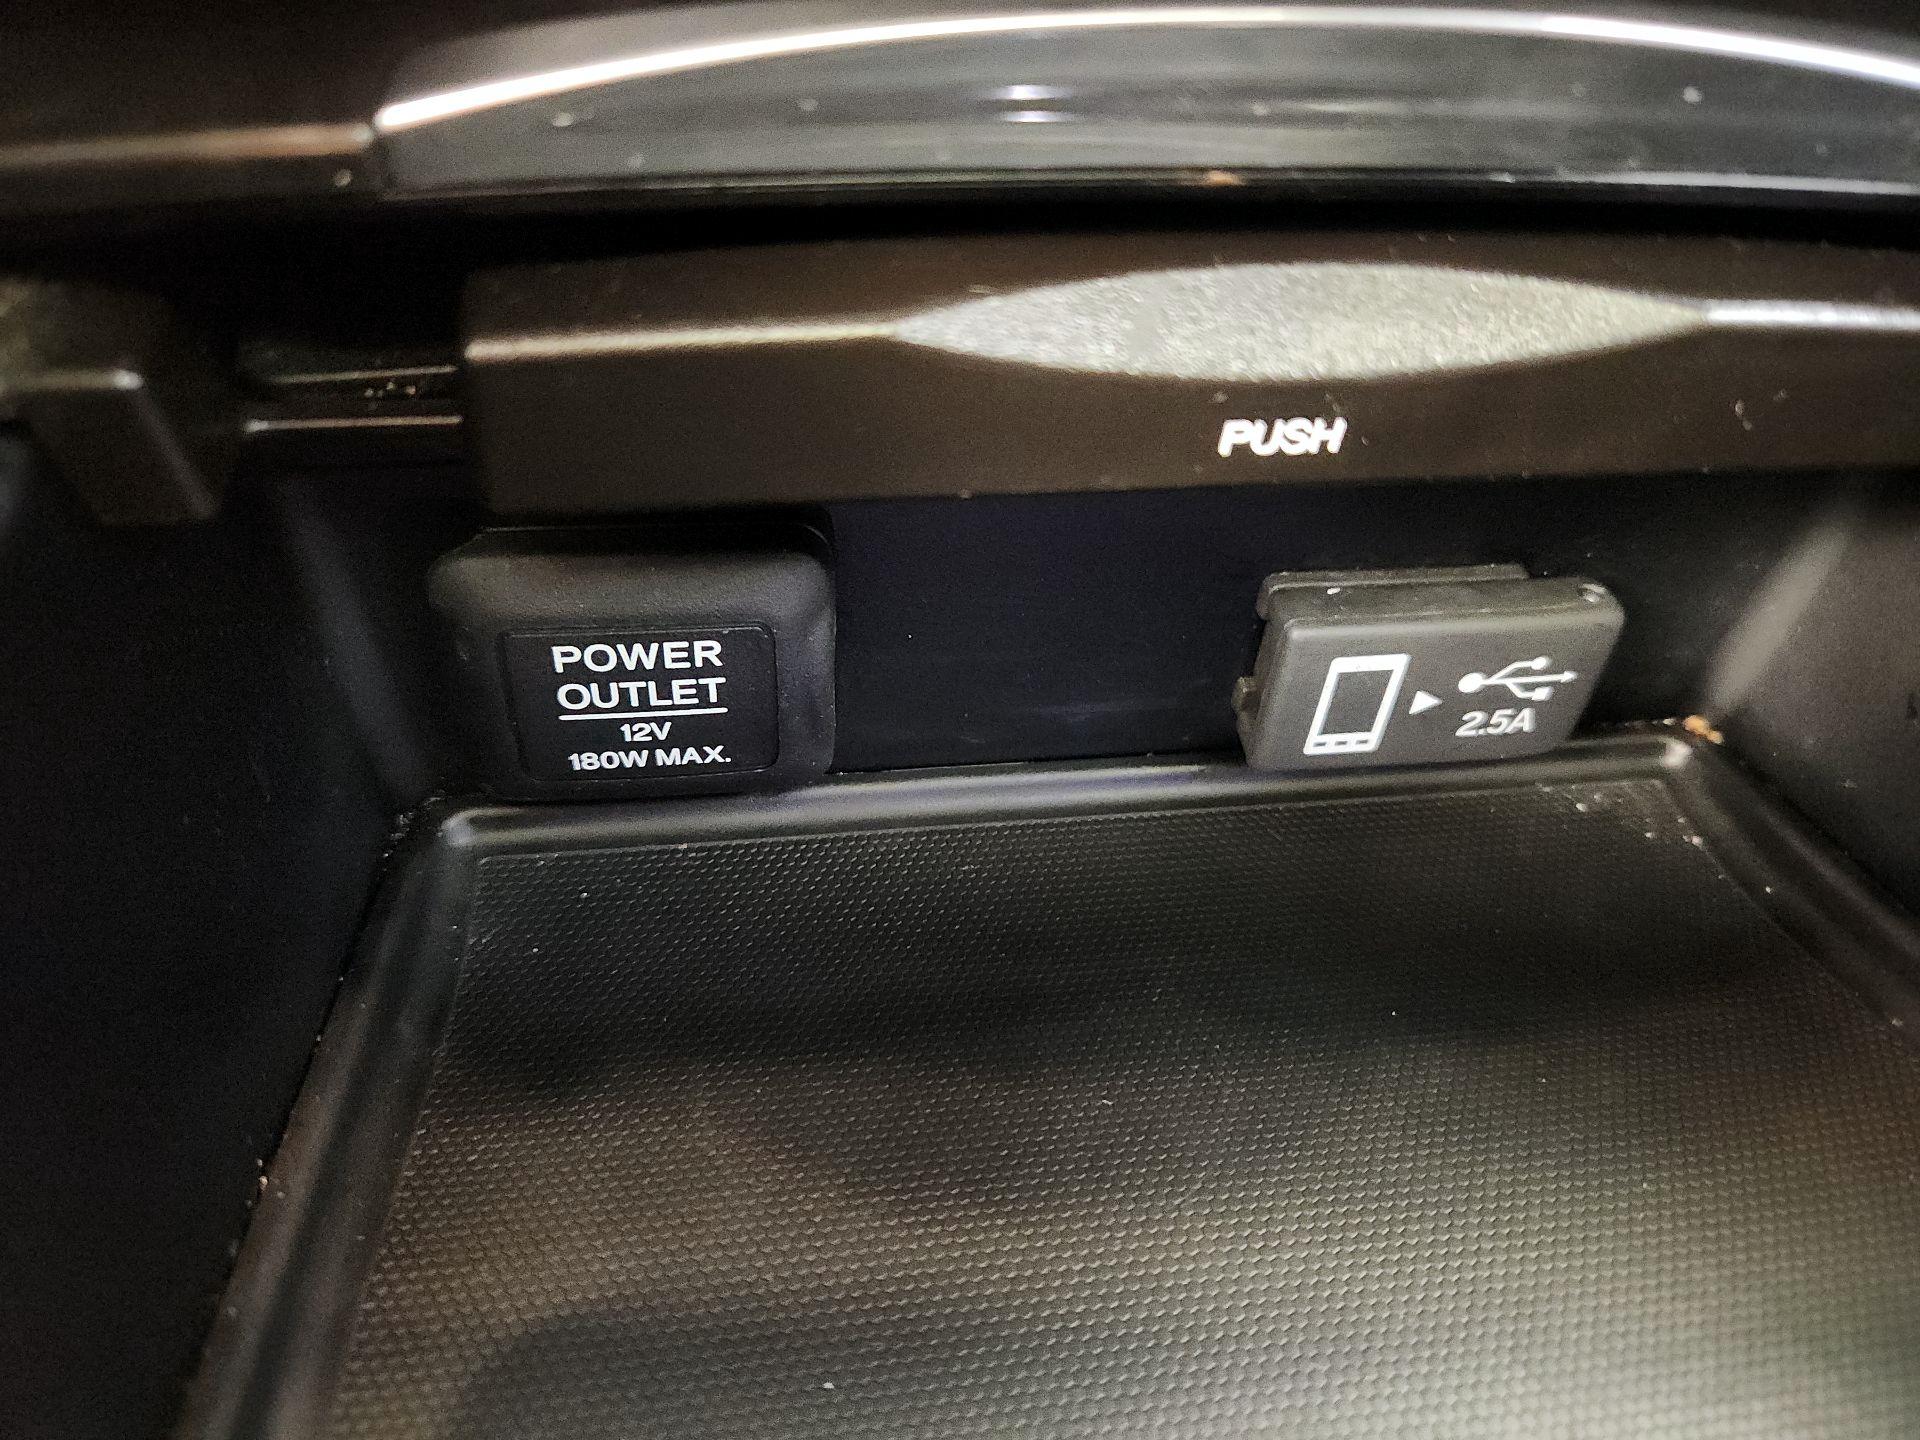 PUSH
POWER
OUTLET
12V
180W MAX.
2.5A